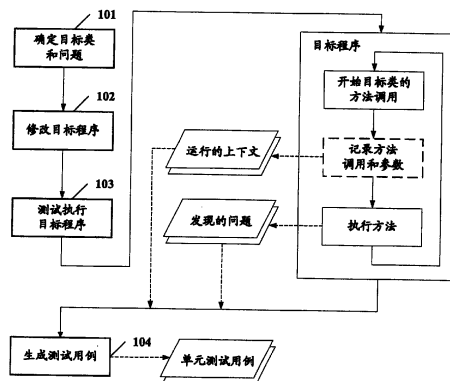 101
确定目标类
和问题
102
修改目标程序
103
测试执行
目标程序
目标程序
开始目标类的
方法调用
记录方法
调用和参数
执行方法
运行的上下文
发现的问题
生成测试用例
104
单元测试用例